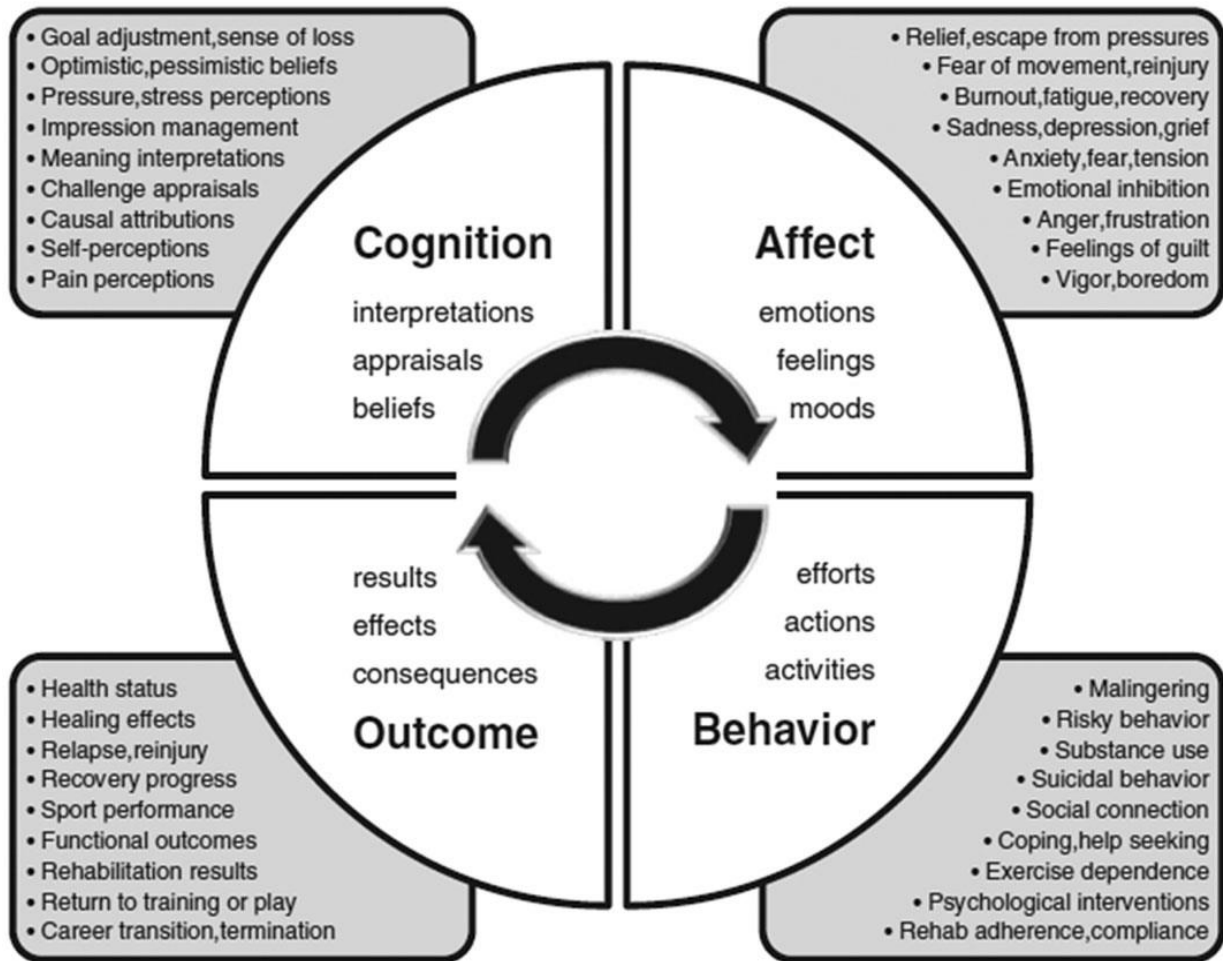 • Goal adjustment,sense of loss
• Optimistic,pessimistic beliefs
• Pressure,stress perceptions
• Impression management
• Meaning interpretations
• Challenge appraisals
• Causal attributions
• Self-perceptions
• Pain perceptions
• Relief,escape from pressures
• Fear of movement,reinjury
• Burnout,fatigue,recovery
• Sadness,depression,grief
• Anxiety,fear,tension
• Emotional inhibition
• Anger,frustration
• Feelings of guilt
• Vigor,boredom
Cognition
interpretations
appraisals
beliefs
Affect
emotions
feelings
moods
results
effects
consequences
Outcome
efforts
actions
activities
Behavior
• Health status
• Healing effects
• Relapse,reinjury
• Recovery progress
• Sport performance
• Functional outcomes
• Rehabilitation results
• Return to training or play
• Career transition,termination
• Malingering
• Risky behavior
• Substance use
• Suicidal behavior
• Social connection
• Coping,help seeking
• Exercise dependence
• Psychological interventions
• Rehab adherence,compliance